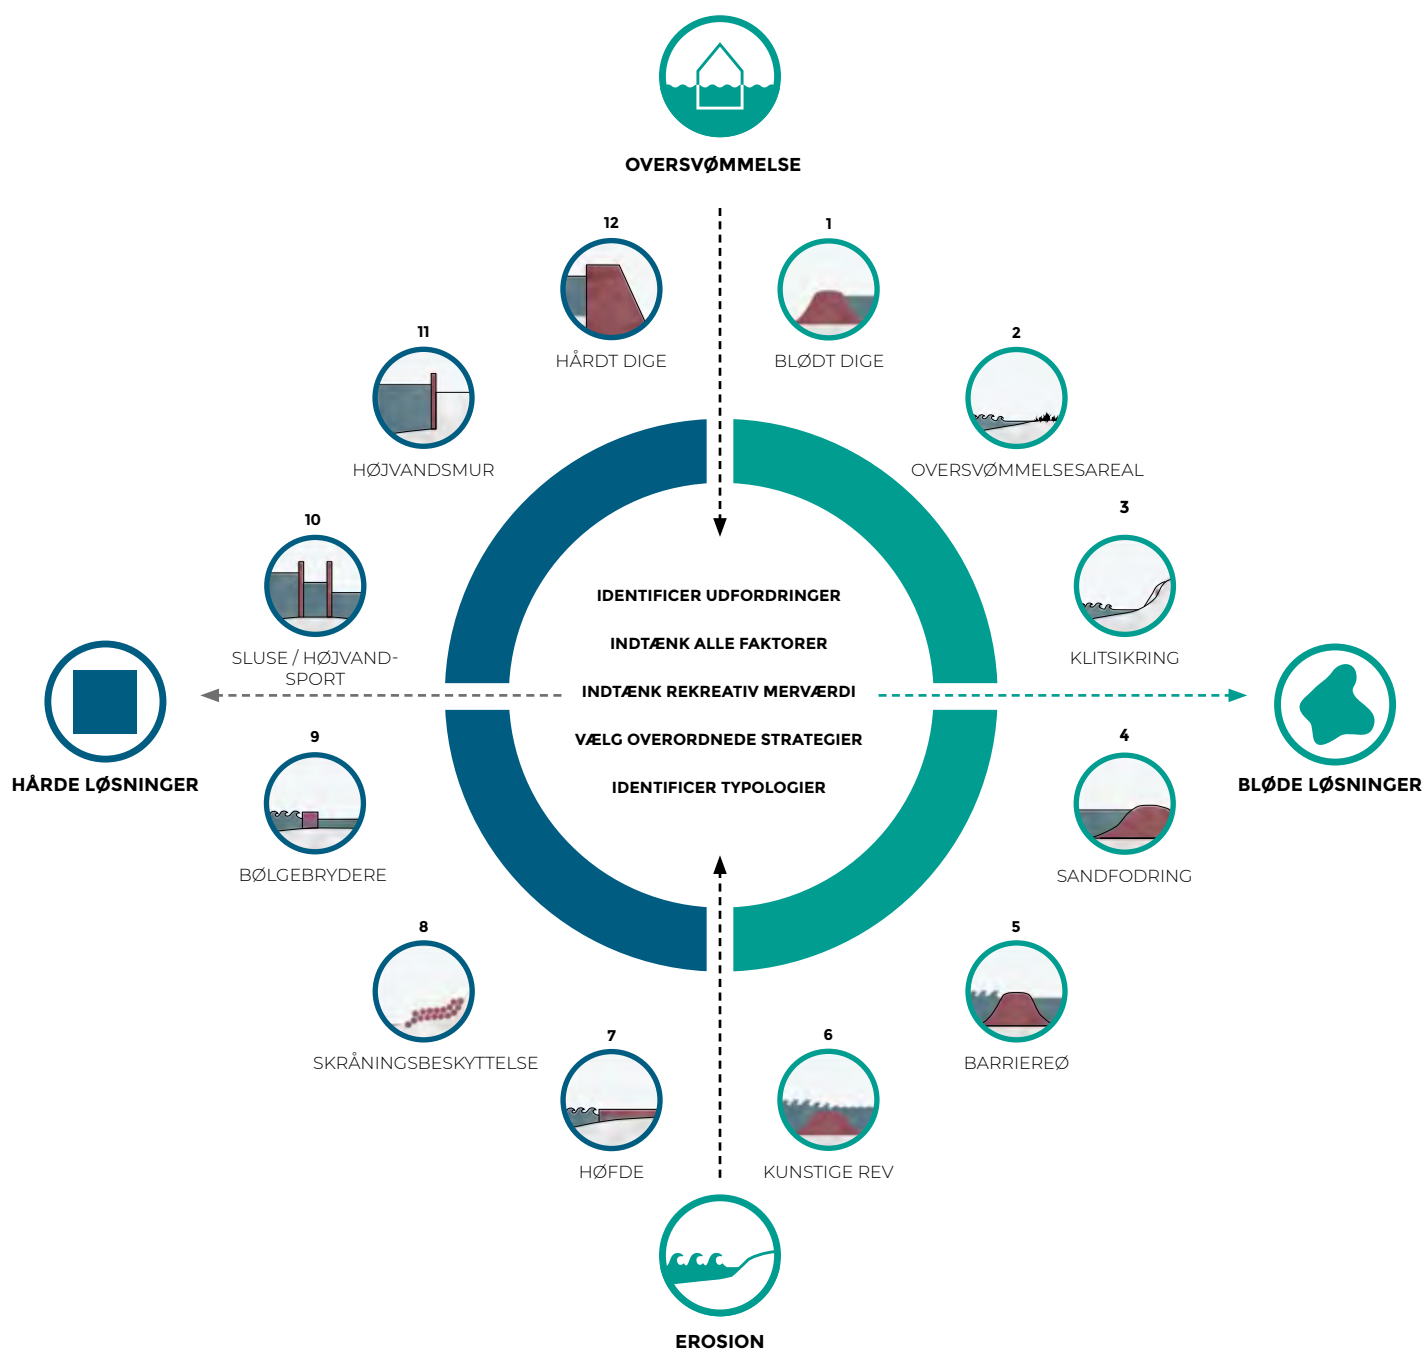 OVERSVØMMELSE
12
HÅRDT DIGE
1
BLØDT DIGE
11
HØJVANDSMUR
2
OVERSVØMMELSESAREAL
10
SLUSE / HØJVAND-
SPORT
3
KLITSIKRING
IDENTIFICER UDFORDRINGER
INDTÆNK ALLE FAKTORER
INDTÆNK REKREATIV MERVÆRDI
VÆLG OVERORDNEDE STRATEGIER
IDENTIFICER TYPOLOGIER
HÅRDE LØSNINGER
BLØDE LØSNINGER
9
BØLGEBRYDERE
4
SANDFODRING
8
SKRÅNINGSBESKYTTELSE
5
BARRIEREØ
7
HØFDE
6
KUNSTIGE REV
EROSION